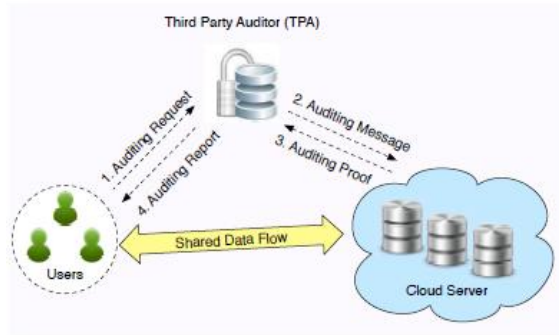 Third Party Auditor (TPA)
1. Auditing Request
2. Auditing Message
3. Auditing Proof
4. Auditing Report
Shared Data Flow
Users
Cloud Server